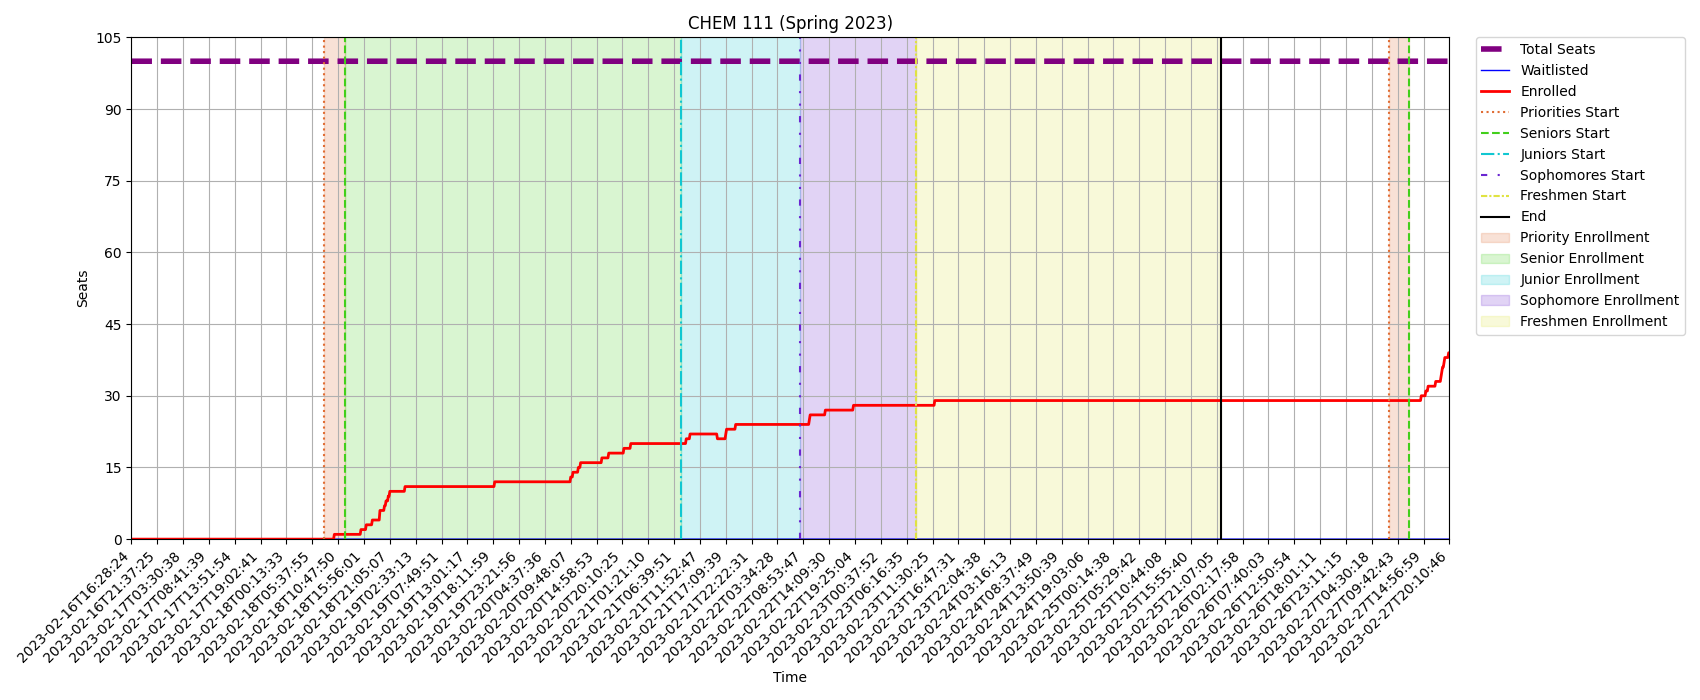 CHEM 111 (Spring 2023)
105
90
75
60
45
30
15
0
Seats
Total Seats
Waitlisted
Enrolled
Priorities Start
Seniors Start
Juniors Start
Sophomores Start
Freshmen Start
End
Priority Enrollment
Senior Enrollment
Junior Enrollment
Sophomore Enrollment
Freshmen Enrollment
2023-02-16T16:28:24
2023-02-16T21:37:25
2023-02-17T03:30:38
2023-02-17T08:41:39
2023-02-17T13:51:54
2023-02-17T19:02:41
2023-02-18T00:13:33
2023-02-18T05:37:55
2023-02-18T10:47:50
2023-02-18T15:56:01
2023-02-18T21:05:07
2023-02-19T02:33:13
2023-02-19T07:49:51
2023-02-19T13:01:17
2023-02-19T18:11:59
2023-02-19T23:21:56
2023-02-20T04:37:36
2023-02-20T09:48:07
2023-02-20T14:58:53
2023-02-20T20:10:25
2023-02-21T01:21:10
2023-02-21T06:39:51
2023-02-21T11:52:47
2023-02-21T17:09:39
2023-02-21T22:22:31
2023-02-22T03:34:28
2023-02-22T08:53:47
2023-02-22T14:09:30
2023-02-22T19:25:04
2023-02-23T00:37:52
2023-02-23T06:16:35
2023-02-23T11:30:25
2023-02-23T16:47:31
2023-02-23T22:04:38
2023-02-24T03:16:13
2023-02-24T08:37:49
2023-02-24T13:50:39
2023-02-24T19:03:06
2023-02-25T00:14:38
2023-02-25T05:29:42
2023-02-25T10:44:08
2023-02-25T15:55:40
2023-02-25T21:07:05
2023-02-26T02:17:58
2023-02-26T07:40:03
2023-02-26T12:50:54
2023-02-26T18:01:11
2023-02-26T23:11:15
2023-02-27T04:30:18
2023-02-27T09:42:43
2023-02-27T14:56:59
2023-02-27T20:10:46
Time